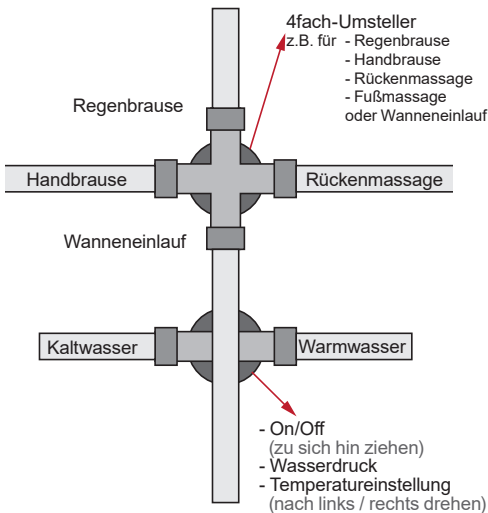 4fach-Umsteller
z.B. für - Regenbrause
- Handbrause
- Rückenmassage
- Fußmassage
oder Wanneneinlauf
Regenbrause
Handbrause
Rückenmassage
Wanneneinlauf
Kaltwasser
Warmwasser
- On/Off
(zu sich hin ziehen)
- Wasserdruck
- Temperatureinstellung
(nach links / rechts drehen)